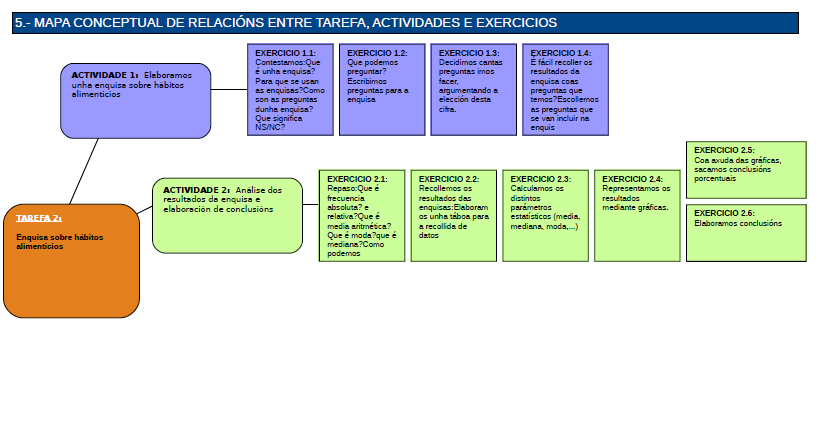 5.- MAPA CONCEPTUAL DE RELACIÓNS ENTRE TAREFA, ACTIVIDADES E EXERCICIOS
ACTIVIDADE 1: Elaboramos
unha enquisa sobre hábitos
alimenticios
EXERCICIO 1.1:
Contestamos:Que
é unha enquisa?
Para que se usan
as enquisas?Como
son as preguntas
dunha enquisa?
Que significa
NS/NC?
EXERCICIO 1.2:
Que podemos
preguntar?
Escribimos
preguntas para a
enquisa
EXERCICIO 1.3:
Decidimos cantas
preguntas imos
facer,
argumentando a
elección desta
cifra.
EXERCICIO 1.4:
É fácil recoller os
resultados da
enquisa coas
preguntas que
temos?Escollemos
as preguntas que
se van incluir na
enquis
TAREFA 2:
Enquisa sobre hábitos
alimenticios
ACTIVIDADE 2: Análise dos
resultados da enquisa e
elaboración de conclusións
EXERCICIO 2.1:
Repaso:Que é
frecuencia
absoluta? e
relativa?Que é
media aritmética?
Que é moda?que é
mediana?Como
podemos
EXERCICIO 2.2:
Recollemos os
resultados das
enquisas:Elaboram
os unha táboa para
a recollida de
datos
EXERCICIO 2.3:
Calculamos os
distintos
parámetros
estatísticos (media,
mediana, moda,...)
EXERCICIO 2.4:
Representamos os
resultados
mediante gráficas.
EXERCICIO 2.5:
Coa axuda das gráficas,
sacamos conclusións
porcentuais
EXERCICIO 2.6:
Elaboramos conclusións